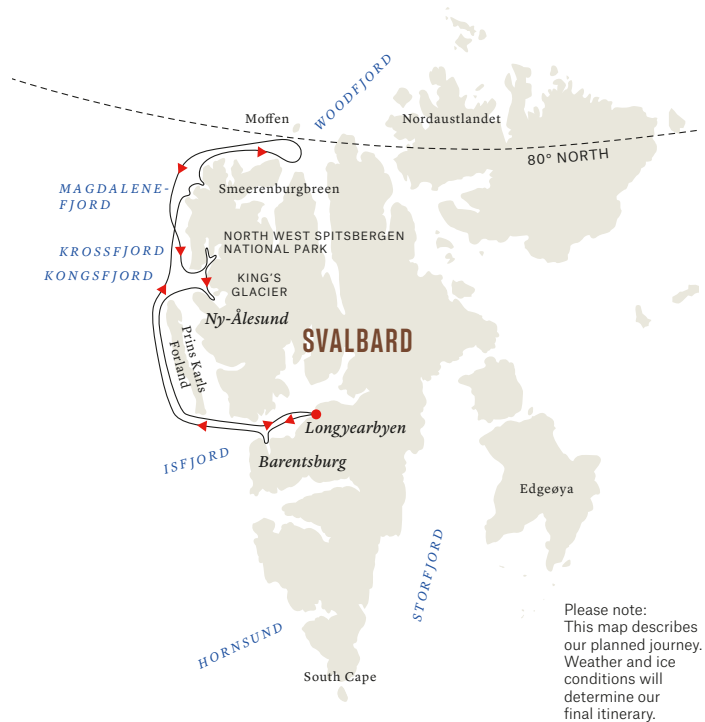 WOODFJORD
Moffen
Nordaustlandet
80° NORTH
MAGDALENE-
FJORD
Smeerenburgbreen
KROSSFJORD
NORTH WEST SPITSBERGEN
NATIONAL PARK
KONGSFJORD
KING'S
GLACIER
Ny-Ålesund
SVALBARD
Prins Karls
Forland
Longyearbyen
ISFJORD
Barentsburg
Edgeøya
STORFJORD
HORNSUND
South Cape
Please note:
This map describes
our planned journey.
Weather and ice
conditions will
determine our
final itinerary.